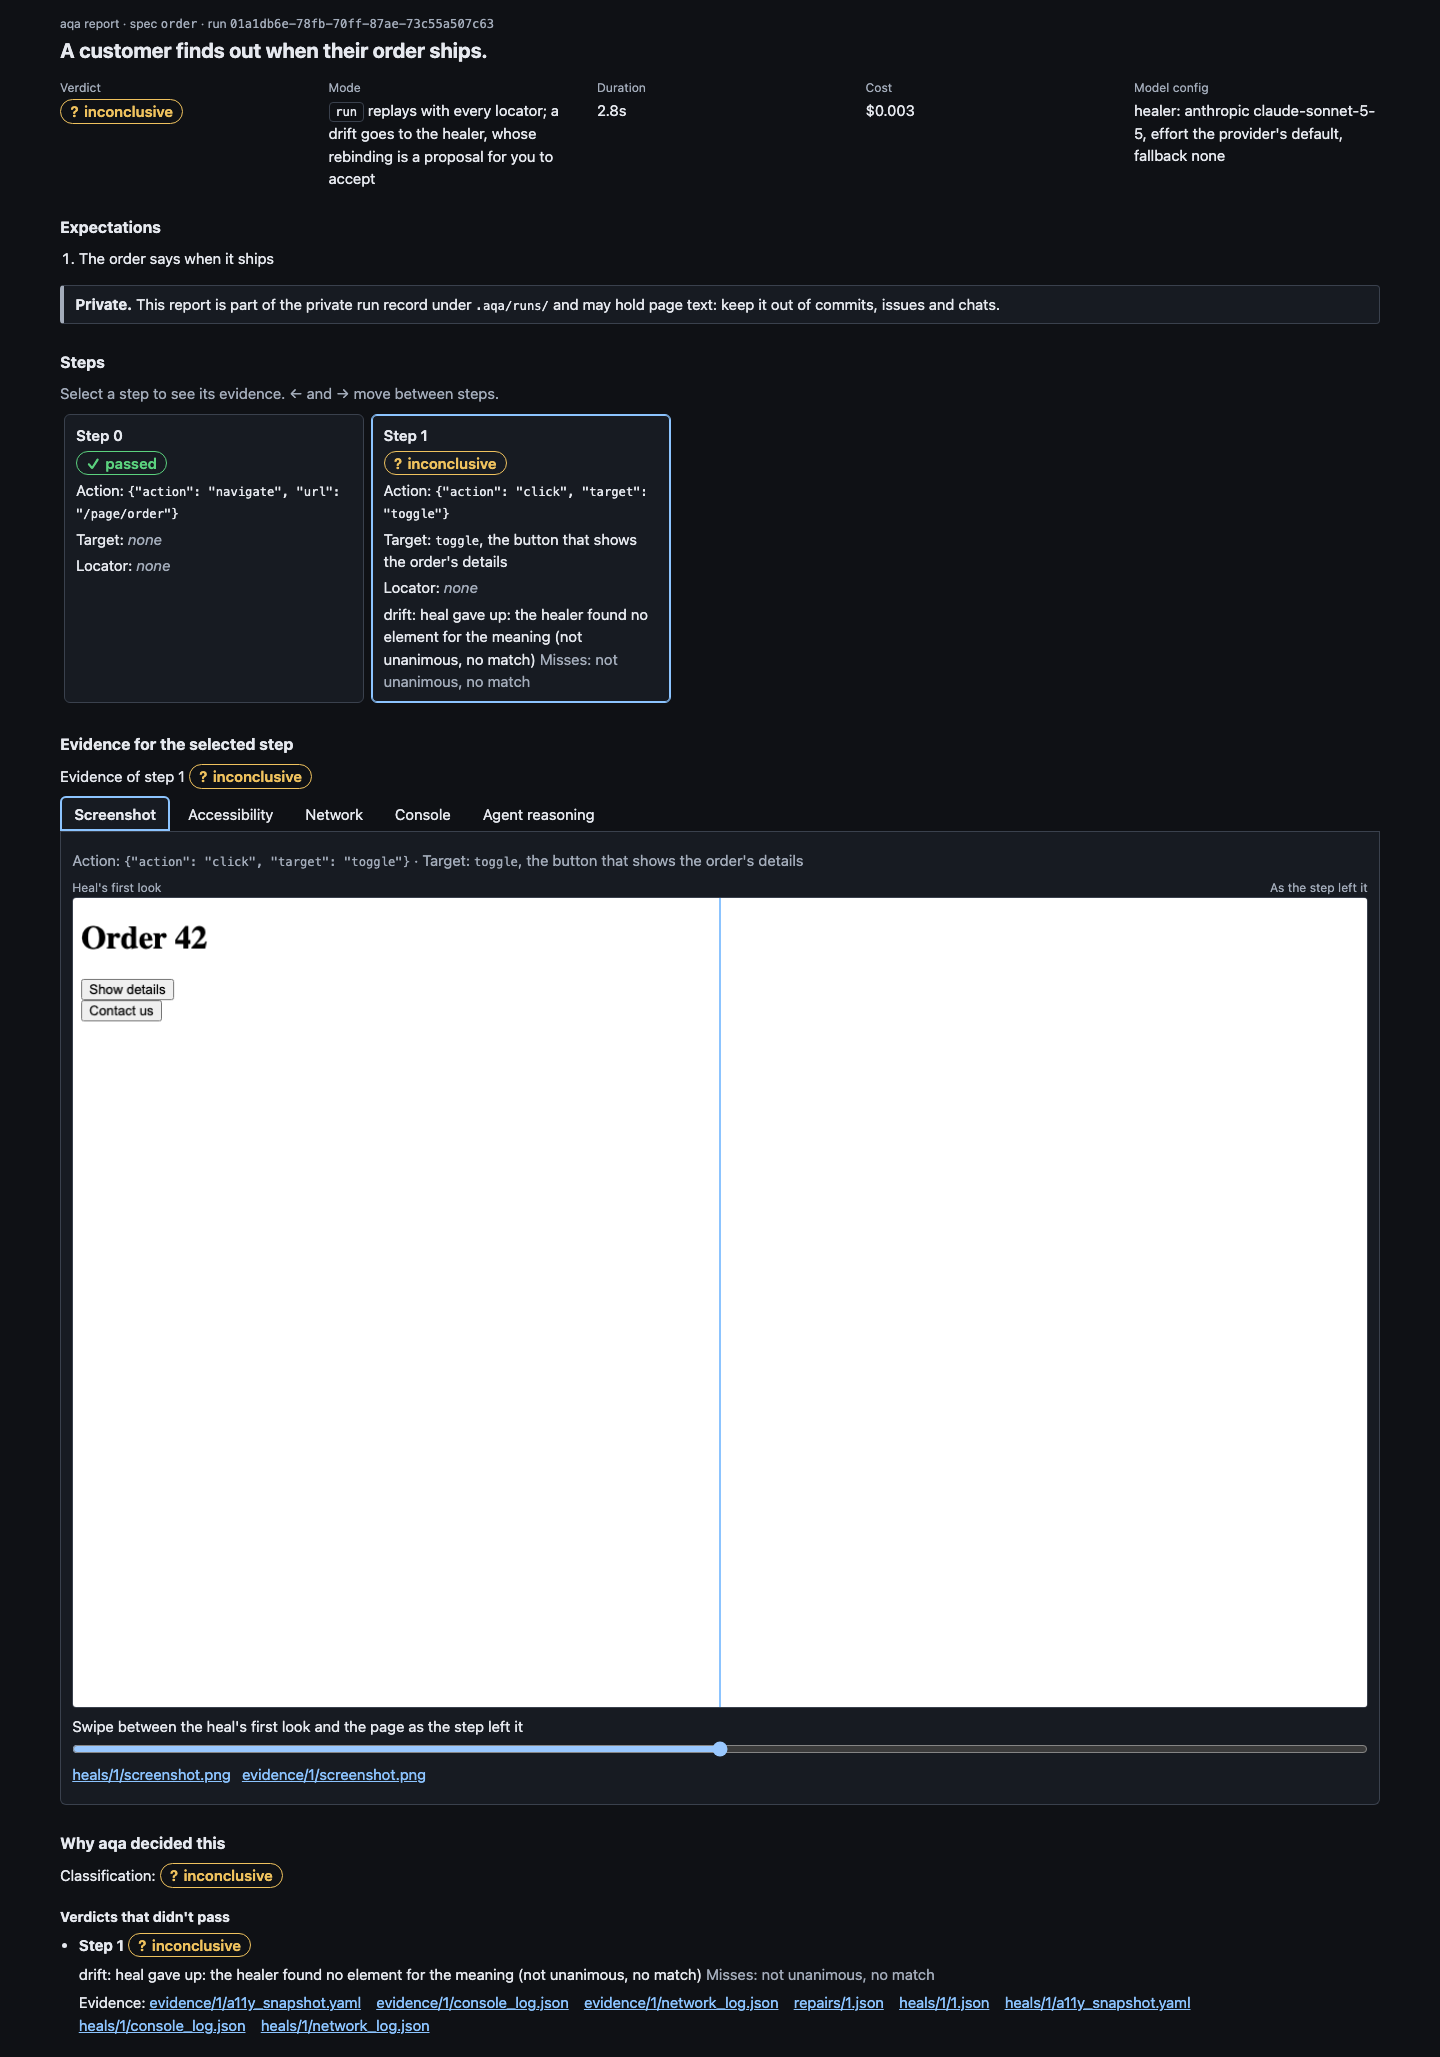 aqa report · spec order · run 01a1db6e-78fb-70ff-87ae-73c55a507c63
A customer finds out when their order ships.
Verdict
? inconclusive
Mode
run replays with every locator; a
drift goes to the healer, whose
rebinding is a proposal for you to
accept
Duration
2.8s
Cost
$0.003
Model config
healer: anthropic claude-sonnet-5-
5, effort the provider's default,
fallback none
Expectations
1. The order says when it ships
Private. This report is part of the private run record under .aqa/runs/ and may hold page text: keep it out of commits, issues and chats.
Steps
Select a step to see its evidence. ← and → move between steps.
Step 0
✓ passed
Action: {"action": "navigate", "url":
"/page/order"}
Target: none
Locator: none
Step 1
? inconclusive
Action: {"action": "click", "target":
"toggle"}
Target: toggle, the button that shows
the order's details
Locator: none
drift: heal gave up: the healer found no
element for the meaning (not
unanimous, no match) Misses: not
unanimous, no match
Evidence for the selected step
Evidence of step 1 ? inconclusive
Screenshot Accessibility Network Console Agent reasoning
Action: {"action": "click", "target": "toggle"} · Target: toggle, the button that shows the order's details
Heal's first look As the step left it
Order 42
Show details
Contact us
Swipe between the heal's first look and the page as the step left it
heals/1/screenshot.png evidence/1/screenshot.png
Why aqa decided this
Classification: ? inconclusive
Verdicts that didn't pass
• Step 1 ? inconclusive
drift: heal gave up: the healer found no element for the meaning (not unanimous, no match) Misses: not unanimous, no match
Evidence: evidence/1/a11y_snapshot.yaml evidence/1/console_log.json evidence/1/network_log.json repairs/1.json heals/1/1.json heals/1/a11y_snapshot.yaml
heals/1/console_log.json heals/1/network_log.json